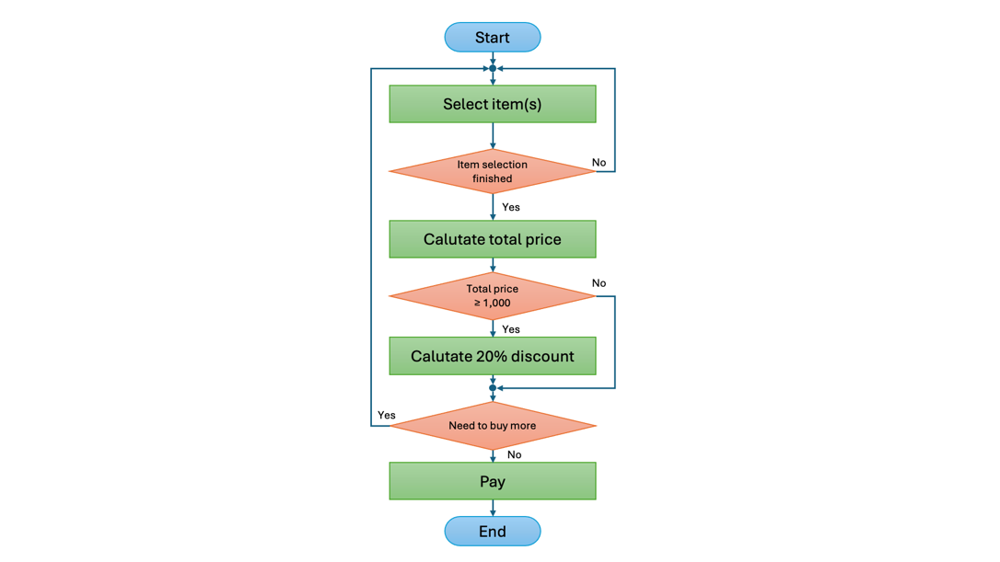 Start
Select item(s)
Item selection
finished
No
Yes
Calutate total price
Total price
≥ 1,000
No
Yes
Calutate 20% discount
Yes
Need to buy more
No
Pay
End